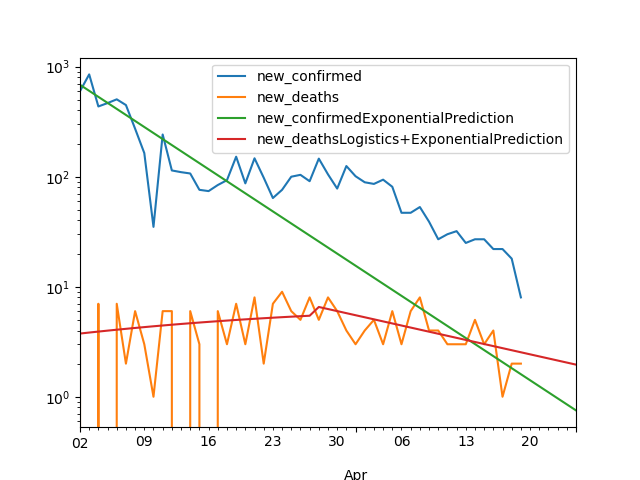 new_confirmed
new_deaths
new_confirmedExponentialPrediction
new_deathsLogistics+ExponentialPrediction
10³
10²
10¹
10⁰
02 09 16 23 30 06 13 20
Apr